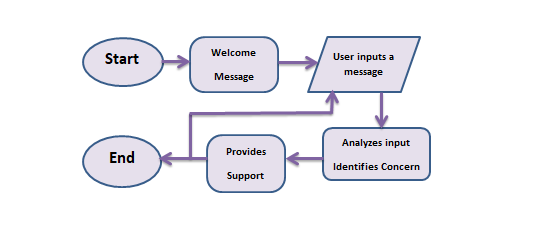 Start
Welcome
Message
User inputs a
message
Analyzes input
Identifies Concern
Provides
Support
End